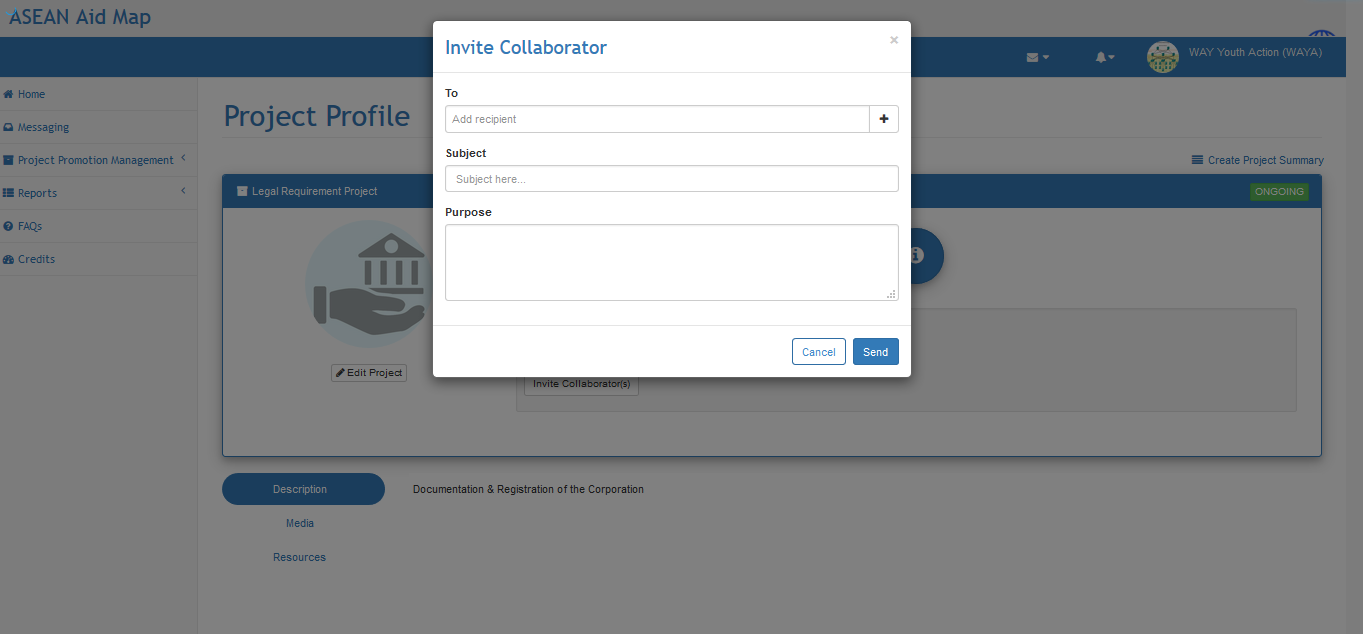 ASEAN Aid Map
WAY Youth Action (WAYA)
Home
Messaging
Project Promotion Management
Reports
FAQs
Credits
Project Profile
Create Project Summary
Legal Requirement Project
ONGOING
Edit Project
Invite Collaborator(s)
Description
Media
Resources
Documentation & Registration of the Corporation
Invite Collaborator
×
To
Add recipient
Subject
Subject here...
Purpose
Cancel
Send